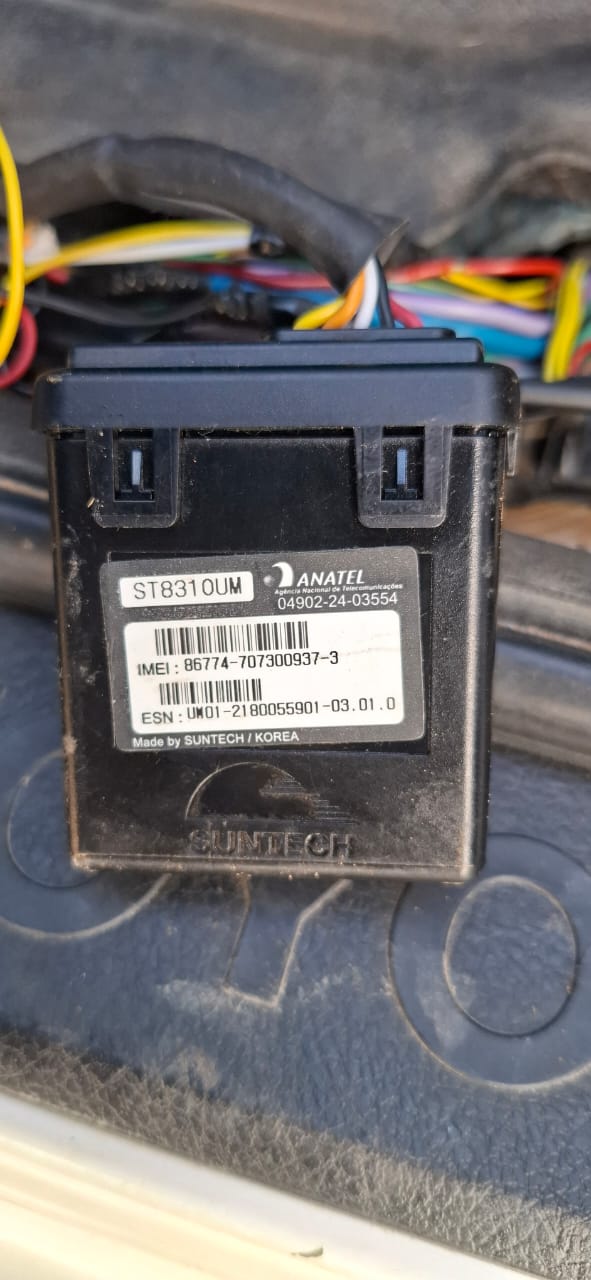 ST8310UM
ANATEL
Agência Nacional de Telecomunicações
04902-24-03554
IMEI : 86774-707300937-3
ESN : UM01-2180055901-03.01.0
Made by SUNTECH / KOREA
SUNTECH
OYO